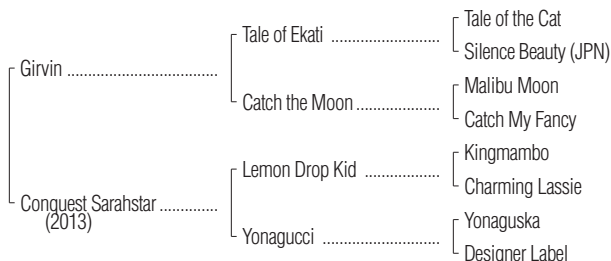 Tale of the Cat
Tale of Ekati ..........................
Silence Beauty (JPN)
Girvin ....................................
Malibu Moon
Catch the Moon ....................
Catch My Fancy
Kingmambo
Lemon Drop Kid ..................
Charming Lassie
Conquest Sarahstar ..............
(2013)
Yonaguska
Yonagucci ............................
Designer Label